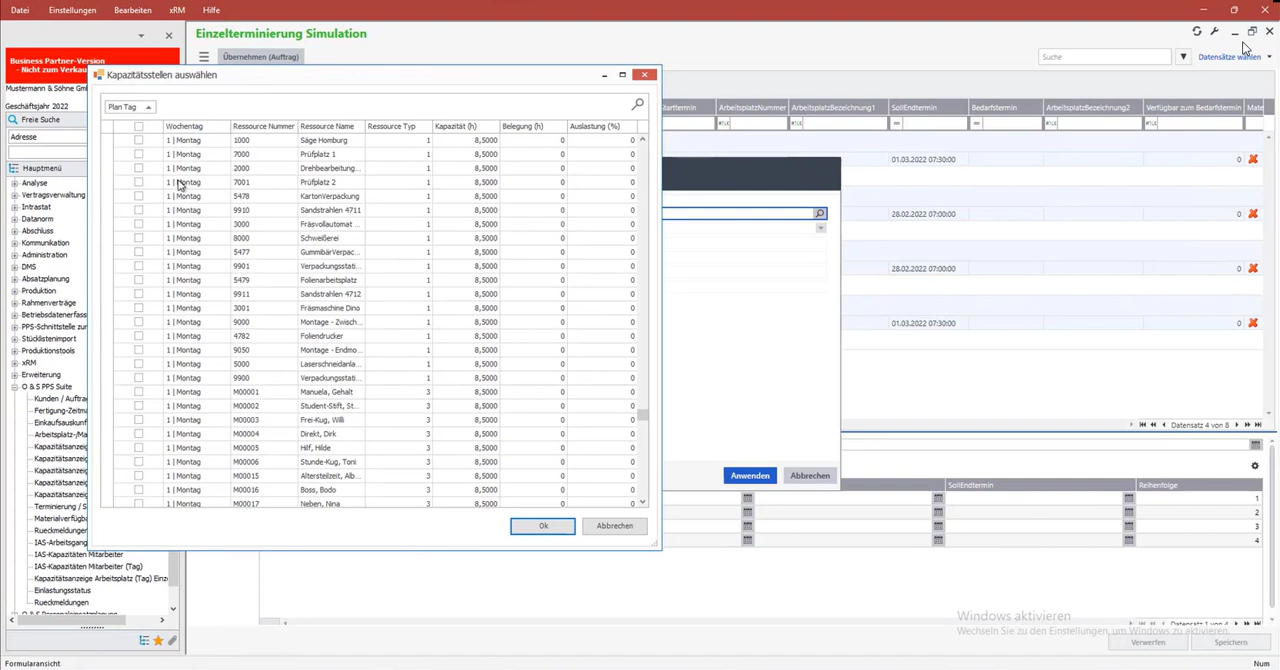 Datei Einstellungen Bearbeiten xRM Hilfe
Business Partner-Version
- Nicht zum Verkau
Mustermann & Söhne Gmb
Geschäftsjahr 2022
Freie Suche
Adresse
Hauptmenü
Analyse
Vertragsverwaltung
Intrastat
Datanorm
Abschluss
Kommunikation
Administration
DMS
Absatzplanung
Produktion
Rahmenverträge
Betriebsdatenerfass
PPS-Schnittstelle zur
Stücklistenimport
Produktionstools
xRM
Erweiterung
O & S PPS Suite
Kunden / Auftra
Fertigung-Zeitma
Einkaufsauskunf
Arbeitsplatz-/Ma
Kapazitätsanzeig
Kapazitätsanzeig
Kapazitätsanzeig
Kapazitätsanzeig
Kapazitätsanzeig
Terminierung / S
Materialverfügba
Rueckmeldungen
IAS-Arbeitsgang
IAS-Kapazitäten Mitarbeiter
IAS-Kapazitäten Mitarbeiter (Tag)
Kapazitätsanzeige Arbeitsplatz (Tag) Einze
Einlastungsstatus
Rueckmeldungen
O & S Personaleinsatzplanung
Formularansicht
Einzelterminierung Simulation
Übernehmen (Auftrag)
Suche
Datensätze wählen
Kapazitätsstellen auswählen
Plan Tag
Wochentag Ressource Nummer Ressource Name Ressource Typ Kapazität (h) Belegung (h) Auslastung (%)
1 | Montag 1000 Säge Homburg 1 8,5000 0 0
1 | Montag 7000 Prüfplatz 1 1 8,5000 0 0
1 | Montag 2000 Drehbearbeitung... 1 8,5000 0 0
1 | Montag 7001 Prüfplatz 2 1 8,5000 0 0
1 | Montag 5478 KartonVerpackung 1 8,5000 0 0
1 | Montag 9910 Sandstrahlen 4711 1 8,5000 0 0
1 | Montag 3000 Fräsvollautomat ... 1 8,5000 0 0
1 | Montag 8000 Schweißerei 1 8,5000 0 0
1 | Montag 5477 GummibärVerpac... 1 8,5000 0 0
1 | Montag 9901 Verpackungsstati... 1 8,5000 0 0
1 | Montag 5479 Folienarbeitsplatz 1 8,5000 0 0
1 | Montag 9911 Sandstrahlen 4712 1 8,5000 0 0
1 | Montag 3001 Fräsmaschine Dino 1 8,5000 0 0
1 | Montag 9000 Montage - Zwisch... 1 8,5000 0 0
1 | Montag 4782 Foliendrucker 1 8,5000 0 0
1 | Montag 9050 Montage - Endmo... 1 8,5000 0 0
1 | Montag 5000 Laserschneidanla... 1 8,5000 0 0
1 | Montag 9900 Verpackungsstati... 1 8,5000 0 0
1 | Montag M00001 Manuela, Gehalt 3 8,5000 0 0
1 | Montag M00002 Student-Stift, St... 3 8,5000 0 0
1 | Montag M00003 Frei-Kug, Willi 3 8,5000 0 0
1 | Montag M00004 Direkt, Dirk 3 8,5000 0 0
1 | Montag M00005 Hilf, Hilde 3 8,5000 0 0
1 | Montag M00006 Stunde-Kug, Toni 3 8,5000 0 0
1 | Montag M00015 Altersteilzeit, Alb... 3 8,5000 0 0
1 | Montag M00016 Boss, Bodo 3 8,5000 0 0
1 | Montag M00017 Neben, Nina 3 8,5000 0 0
Ok Abbrechen
Anwenden Abbrechen
Starttermin ArbeitsplatzNummer ArbeitsplatzBezeichnung1 SollEndtermin Bedarfstermin ArbeitsplatzBezeichnung2 Verfügbar zum Bedarfstermin Mate
01.03.2022 07:30:00 0
28.02.2022 07:00:00 0
28.02.2022 07:00:00 0
01.03.2022 07:30:00 0
Datensatz 4 von 8
SollEndtermin Reihenfolge
1
2
3
4
Datensatz 1 von 4
Windows aktivieren
Wechseln Sie zu den Einstellungen, um Windows zu aktivieren.
Verwerfen Speichern
Num